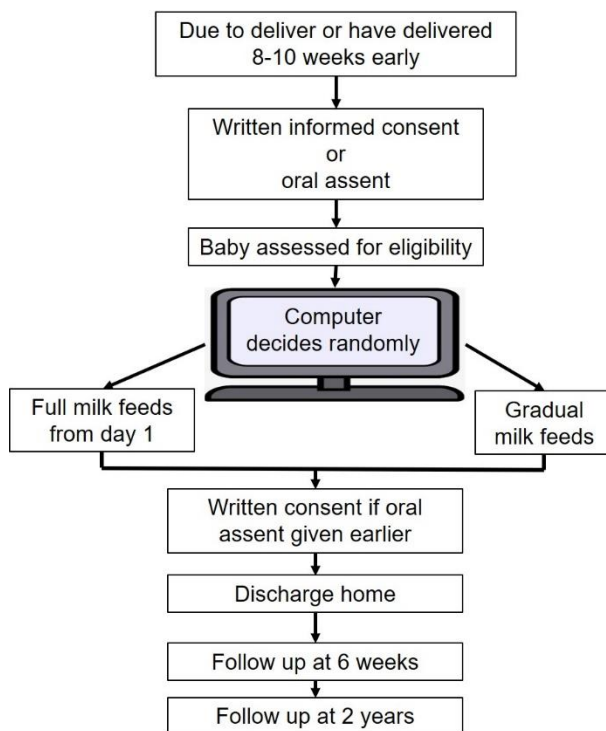 Due to deliver or have delivered
8-10 weeks early
Written informed consent
or
oral assent
Baby assessed for eligibility
Computer
decides randomly
Full milk feeds
from day 1
Gradual
milk feeds
Written consent if oral
assent given earlier
Discharge home
Follow up at 6 weeks
Follow up at 2 years